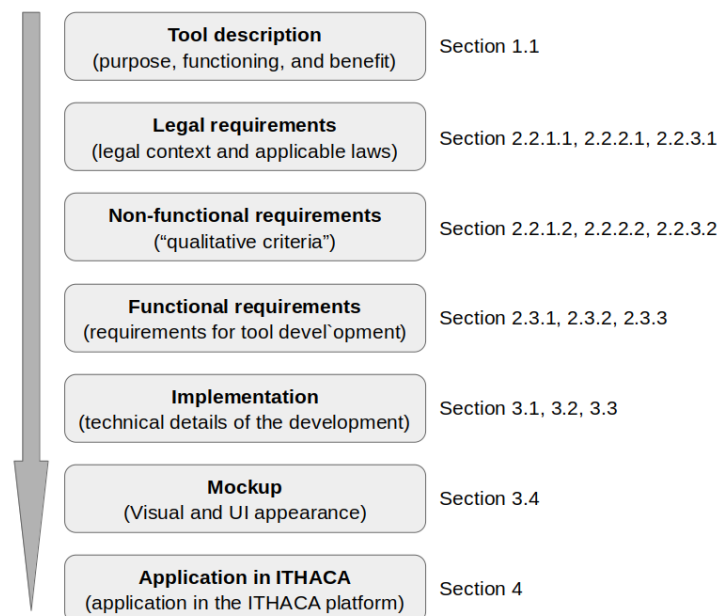 Tool description
(purpose, functioning, and benefit)
Section 1.1
Legal requirements
(legal context and applicable laws)
Section 2.2.1.1, 2.2.2.1, 2.2.3.1
Non-functional requirements
(“qualitative criteria”)
Section 2.2.1.2, 2.2.2.2, 2.2.3.2
Functional requirements
(requirements for tool devel`opment)
Section 2.3.1, 2.3.2, 2.3.3
Implementation
(technical details of the development)
Section 3.1, 3.2, 3.3
Mockup
(Visual and UI appearance)
Section 3.4
Application in ITHACA
(application in the ITHACA platform)
Section 4